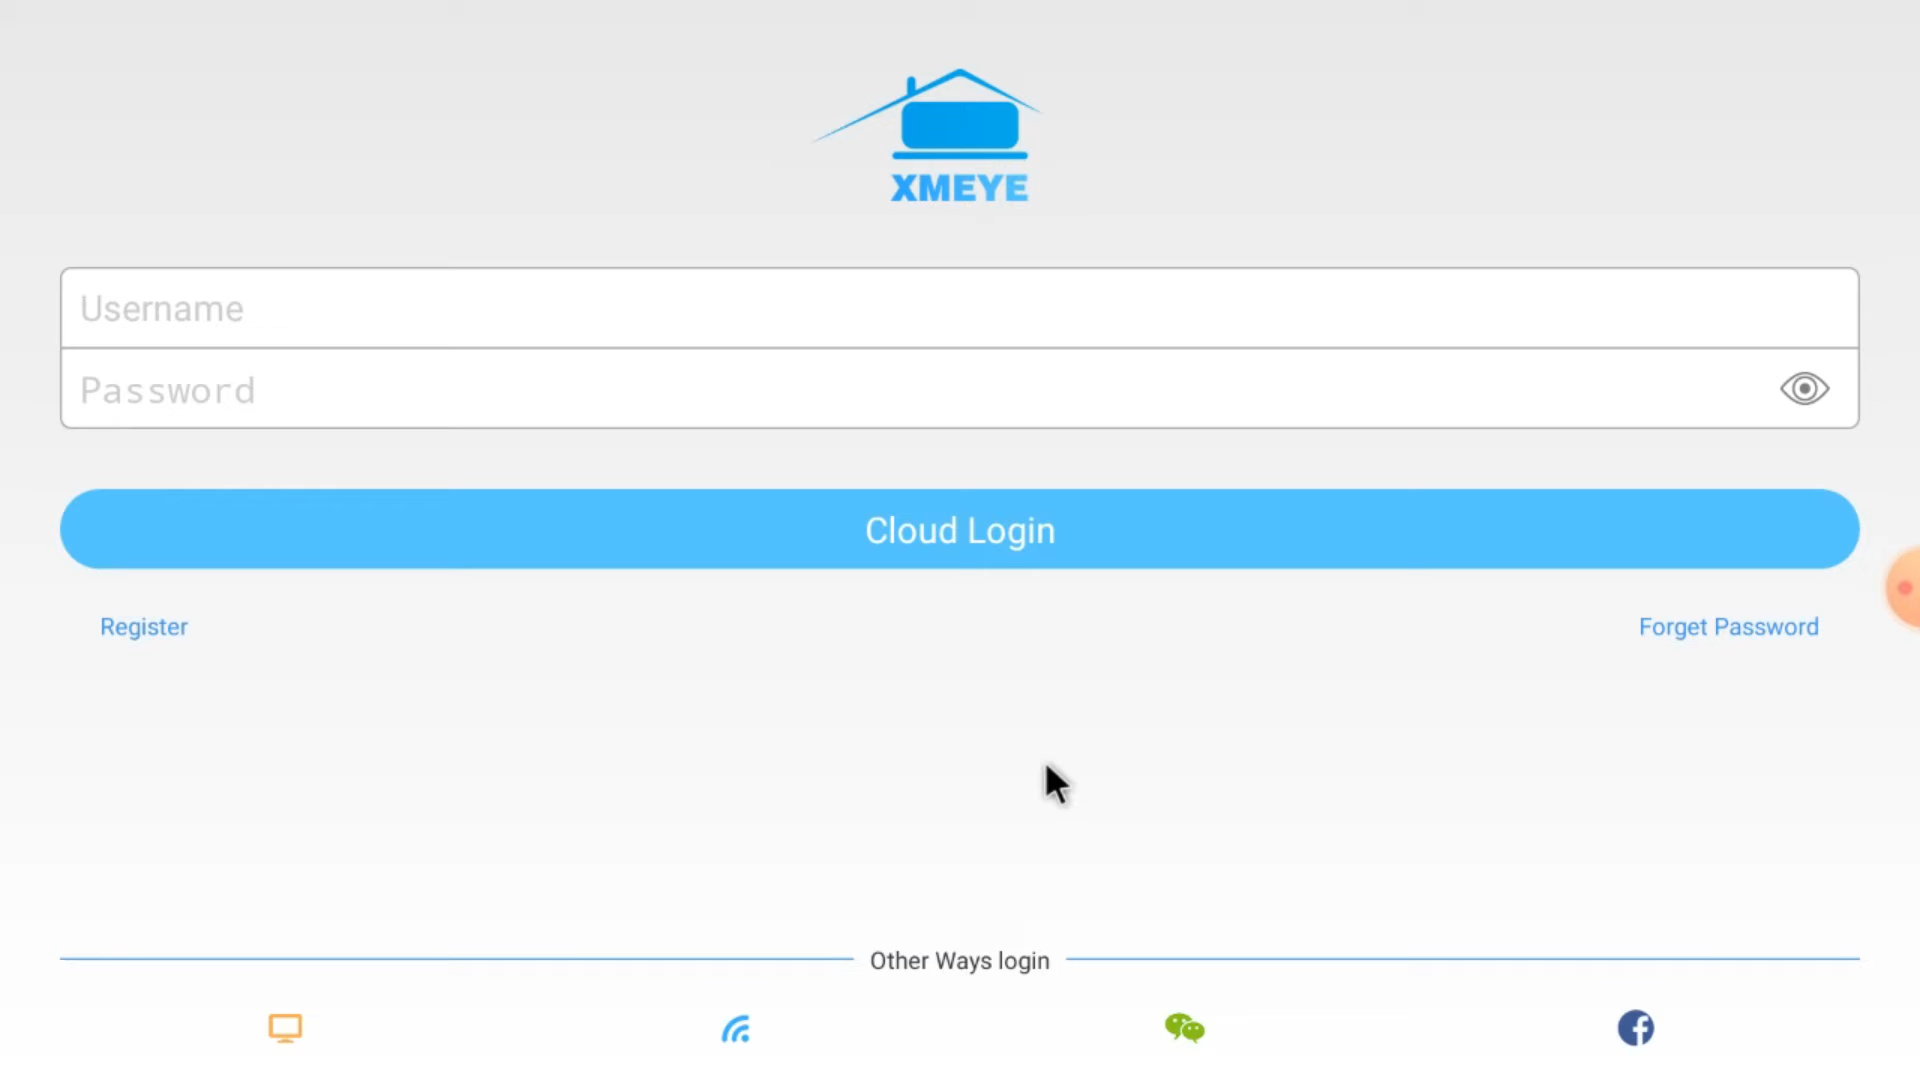 XMEYE
Username
Password
Cloud Login
Register
Forget Password
Other Ways login